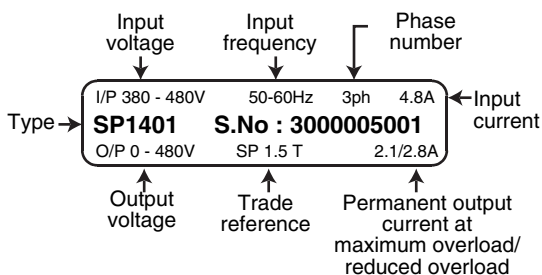 Input voltage
Input frequency
Phase number
I/P 380 - 480V 50-60Hz 3ph 4.8A
Input current
Type
SP1401 S.No : 3000005001
O/P 0 - 480V SP 1.5 T 2.1/2.8A
Output voltage
Trade reference
Permanent output current at maximum overload/ reduced overload